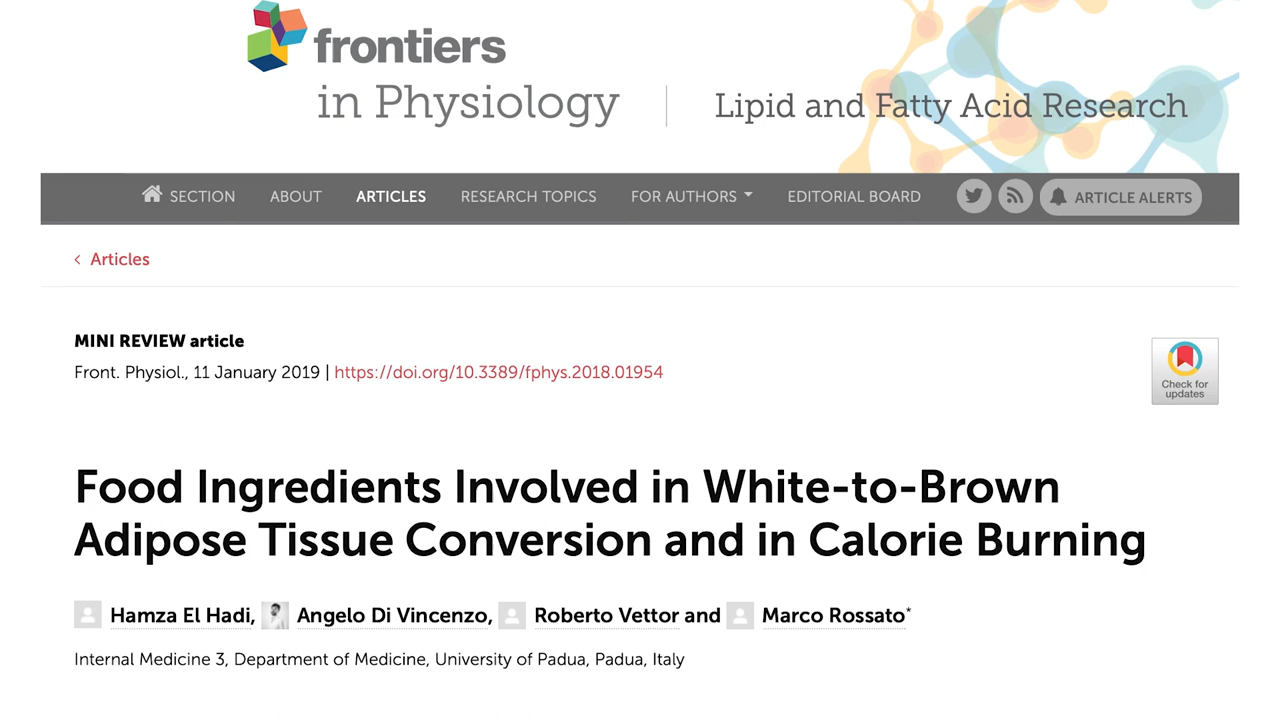 frontiers
in Physiology
Lipid and Fatty Acid Research
SECTION ABOUT ARTICLES RESEARCH TOPICS FOR AUTHORS EDITORIAL BOARD ARTICLE ALERTS
Articles
MINI REVIEW article
Front. Physiol., 11 January 2019 | https://doi.org/10.3389/fphys.2018.01954
Check for
updates
Food Ingredients Involved in White-to-Brown
Adipose Tissue Conversion and in Calorie Burning
Hamza El Hadi, Angelo Di Vincenzo, Roberto Vettor and Marco Rossato*
Internal Medicine 3, Department of Medicine, University of Padua, Padua, Italy